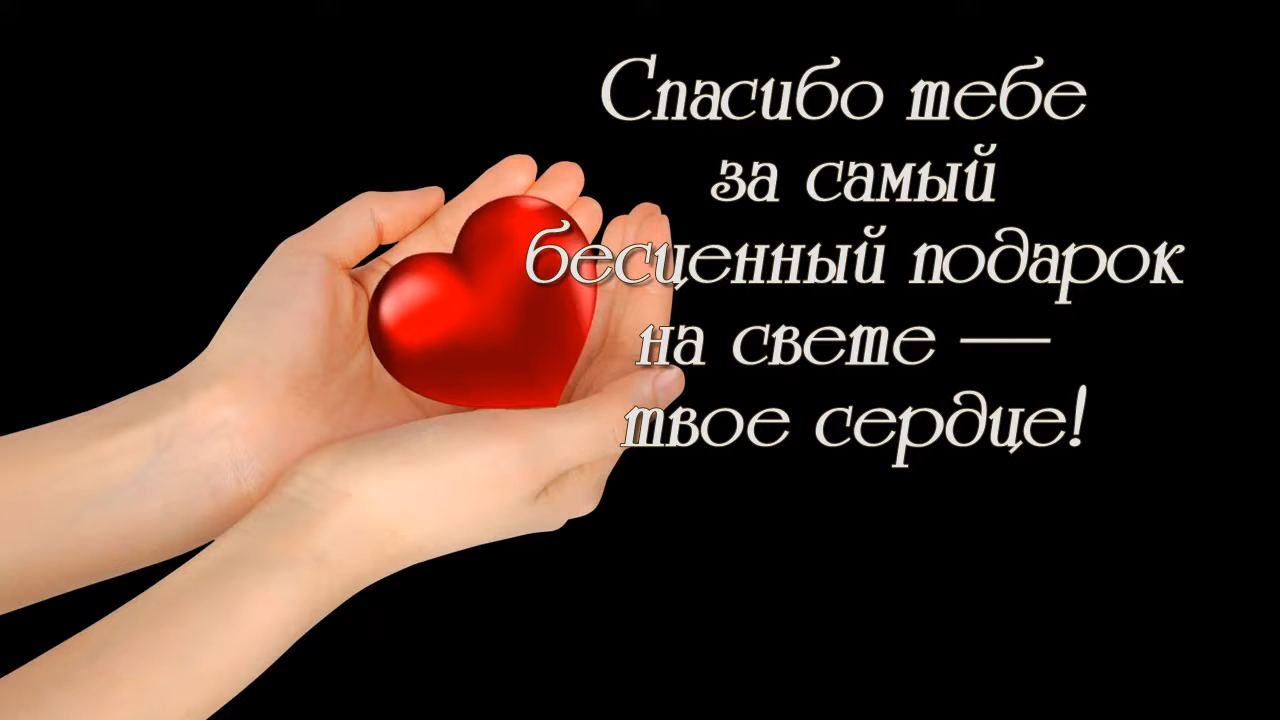 Спасибо тебе
за самый
бесценный подарок
на свете —
твое сердце!